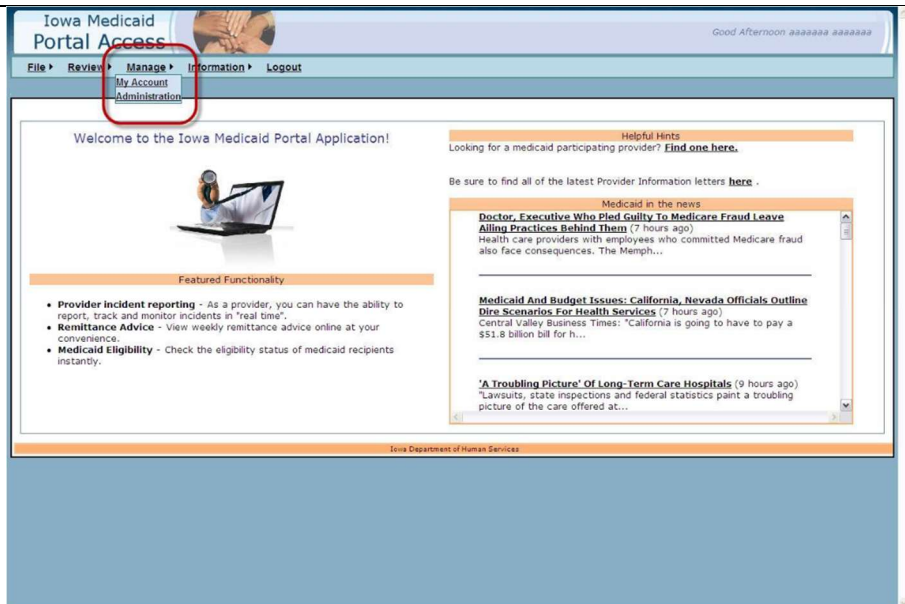 Iowa Medicaid
Portal Access
Good Afternoon aaaaaaa aaaaaaa
File Review Manage Information Logout
My Account
Administration
Welcome to the Iowa Medicaid Portal Application!
Featured Functionality
• Provider incident reporting - As a provider, you can have the ability to
report, track and monitor incidents in "real time".
• Remittance Advice - View weekly remittance advice online at your
convenience.
• Medicaid Eligibility - Check the eligibility status of medicaid recipients
instantly.
Helpful Hints
Looking for a medicaid participating provider? Find one here.
Be sure to find all of the latest Provider Information letters here .
Medicaid in the news
Doctor, Executive Who Pled Guilty To Medicare Fraud Leave
Ailing Practices Behind Them (7 hours ago)
Health care providers with employees who committed Medicare fraud
also face consequences. The Memph...
Medicaid And Budget Issues: California, Nevada Officials Outline
Dire Scenarios For Health Services (7 hours ago)
Central Valley Business Times: "California is going to have to pay a
$51.8 billion bill for h...
'A Troubling Picture' Of Long-Term Care Hospitals (9 hours ago)
"Lawsuits, state inspections and federal statistics paint a troubling
picture of the care offered at...
Iowa Department of Human Services